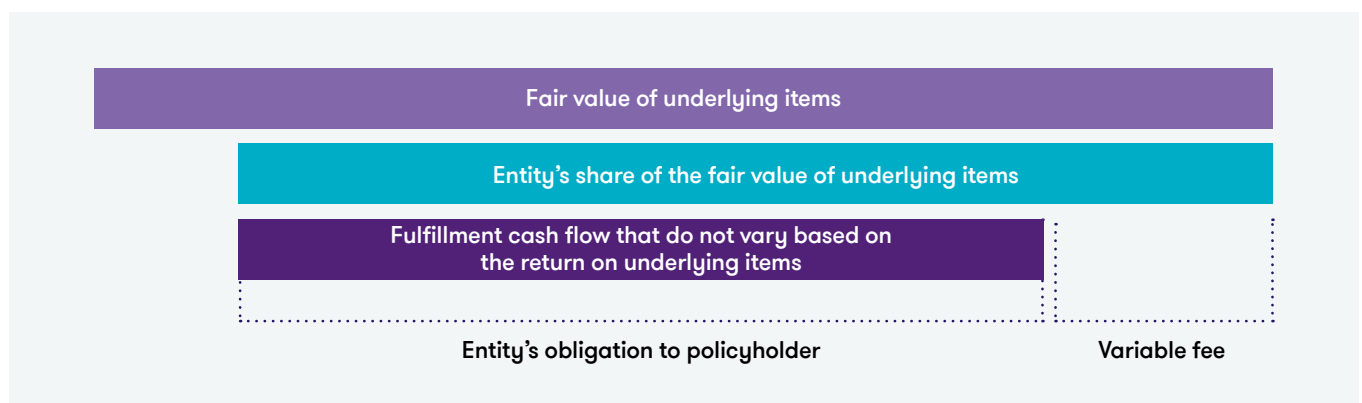 Fair value of underlying items
Entity's share of the fair value of underlying items
Fulfillment cash flow that do not vary based on
the return on underlying items
Entity's obligation to policyholder
Variable fee